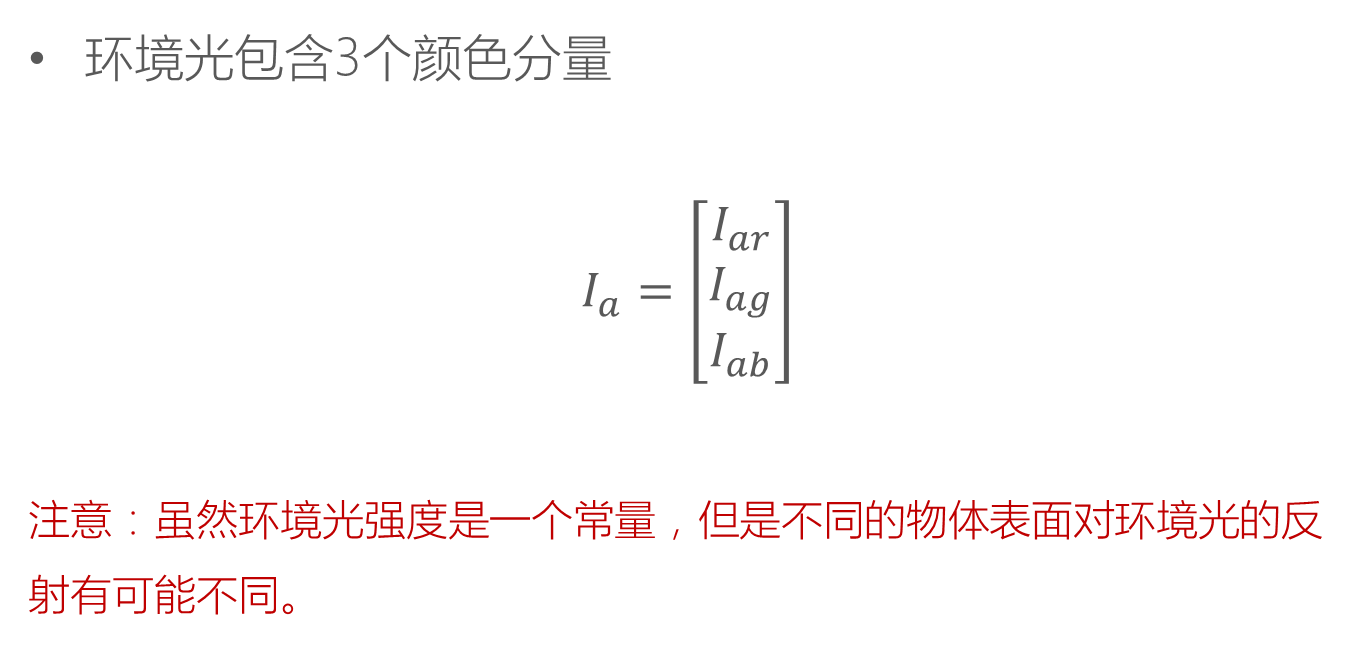 • 环境光包含3个颜色分量
I_a = [I_ar
I_ag
I_ab]
注意：虽然环境光强度是一个常量，但是不同的物体表面对环境光的反
射有可能不同。